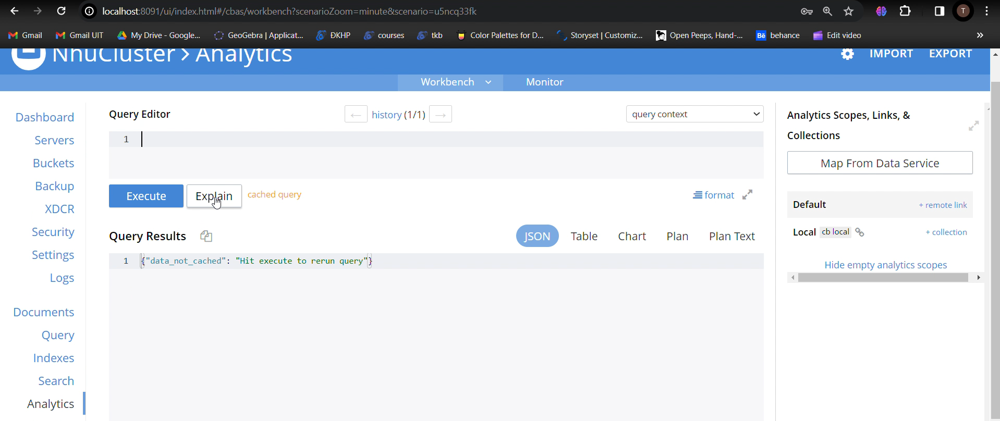 localhost:8091/ui/index.html#/cbas/workbench?scenarioZoom=minute&scenario=u5ncq33fk
T
Gmail
Gmail UIT
My Drive - Google...
GeoGebra | Applicat...
ĐKHP
courses
tkb
Color Palettes for D...
Storyset | Customiz...
Open Peeps, Hand-...
Bē behance
Edit video
»
NhuCluster > Analytics
IMPORT
EXPORT
Workbench
Monitor
Dashboard
Servers
Buckets
Backup
XDCR
Security
Settings
Logs
Documents
Query
Indexes
Search
Analytics
Query Editor
← history (1/1) →
query context
1
Execute
Explain
cached query
format
Query Results
JSON
Table
Chart
Plan
Plan Text
1 {"data_not_cached": "Hit execute to rerun query"}
Analytics Scopes, Links, &
Collections
Map From Data Service
Default
+ remote link
Local cb local
+ collection
Hide empty analytics scopes